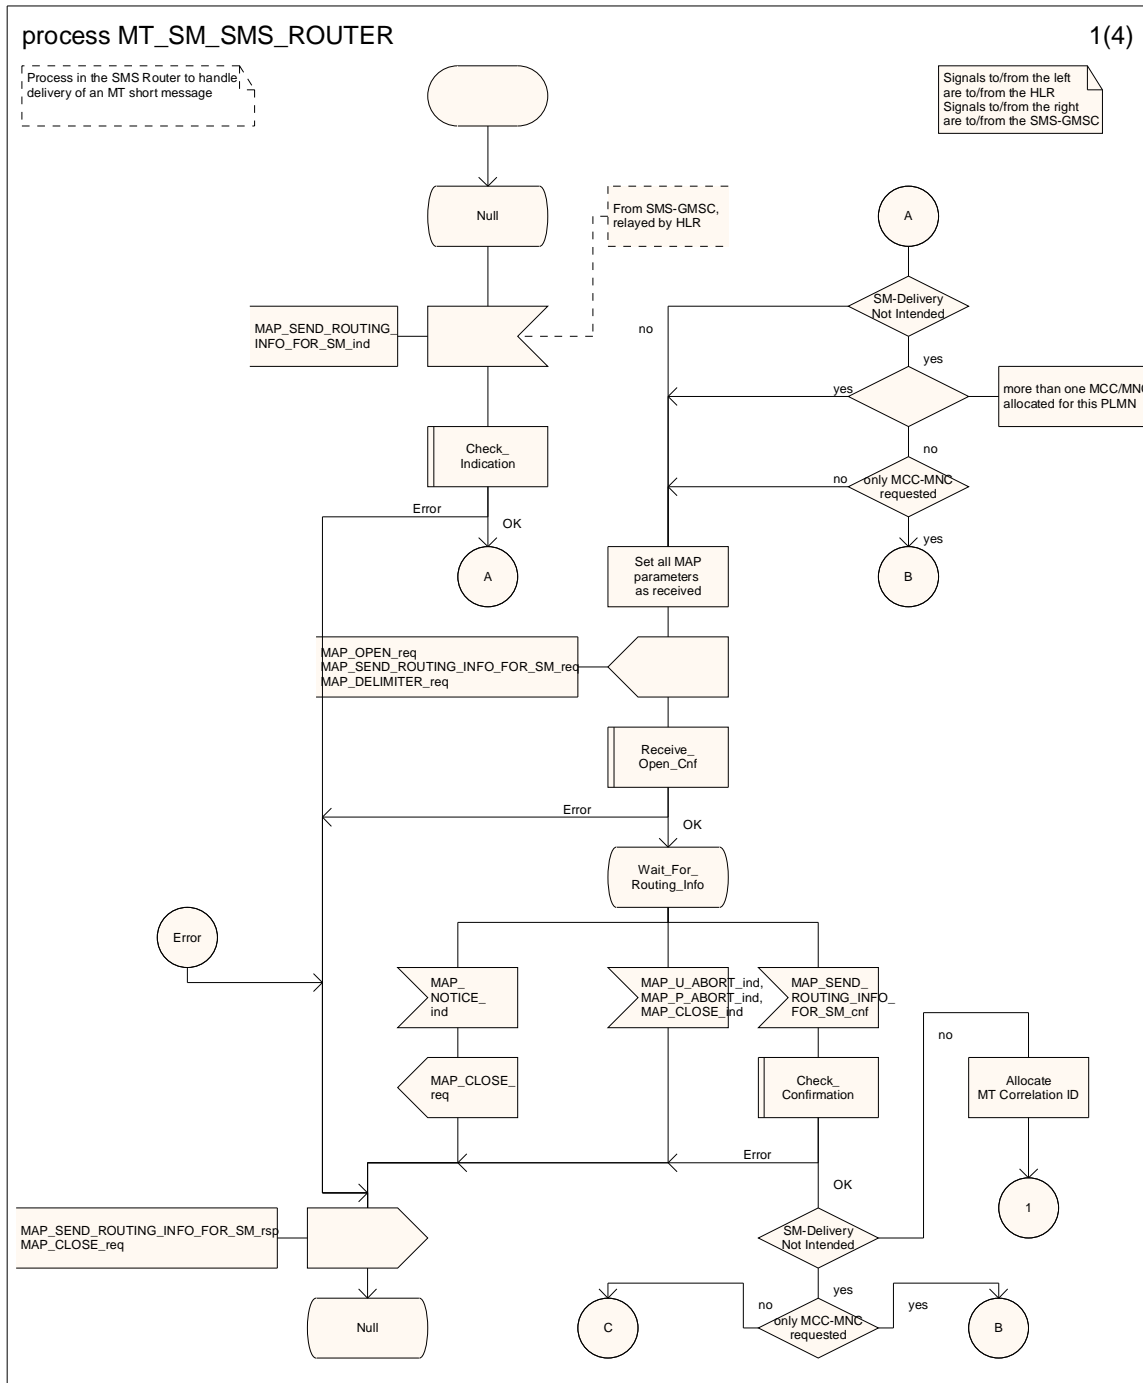 process MT_SM_SMS_ROUTER
1(4)
Process in the SMS Router to handle
delivery of an MT short message
Signals to/from the left
are to/from the HLR
Signals to/from the right
are to/from the SMS-GMSC
Null
From SMS-GMSC,
relayed by HLR
A
MAP_SEND_ROUTING_
INFO_FOR_SM_ind
SM-Delivery
Not Intended
no
yes
yes
more than one MCC/MNC
allocated for this PLMN
no
Check_
Indication
only MCC-MNC
requested
no
yes
Error
OK
A
B
Set all MAP
parameters
as received
MAP_OPEN_req
MAP_SEND_ROUTING_INFO_FOR_SM_req
MAP_DELIMITER_req
Receive_
Open_Cnf
Error
OK
Wait_For_
Routing_Info
Error
MAP_
NOTICE_
ind
MAP_U_ABORT_ind,
MAP_P_ABORT_ind,
MAP_CLOSE_ind
MAP_SEND_
ROUTING_INFO_
FOR_SM_cnf
no
MAP_CLOSE_
req
Check_
Confirmation
Allocate
MT Correlation ID
Error
OK
1
MAP_SEND_ROUTING_INFO_FOR_SM_rsp
MAP_CLOSE_req
SM-Delivery
Not Intended
yes
Null
C
no
only MCC-MNC
requested
yes
B